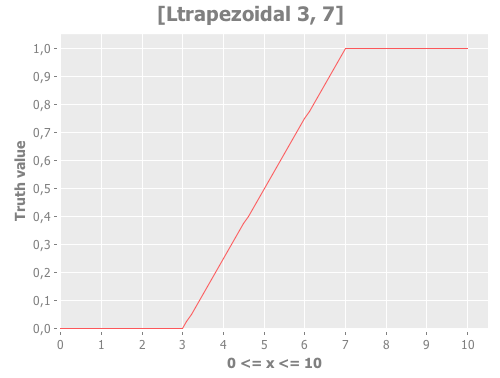 [Ltrapezoidal 3, 7]
Truth value
1,0
0,9
0,8
0,7
0,6
0,5
0,4
0,3
0,2
0,1
0,0
0 1 2 3 4 5 6 7 8 9 10
0 <= x <= 10